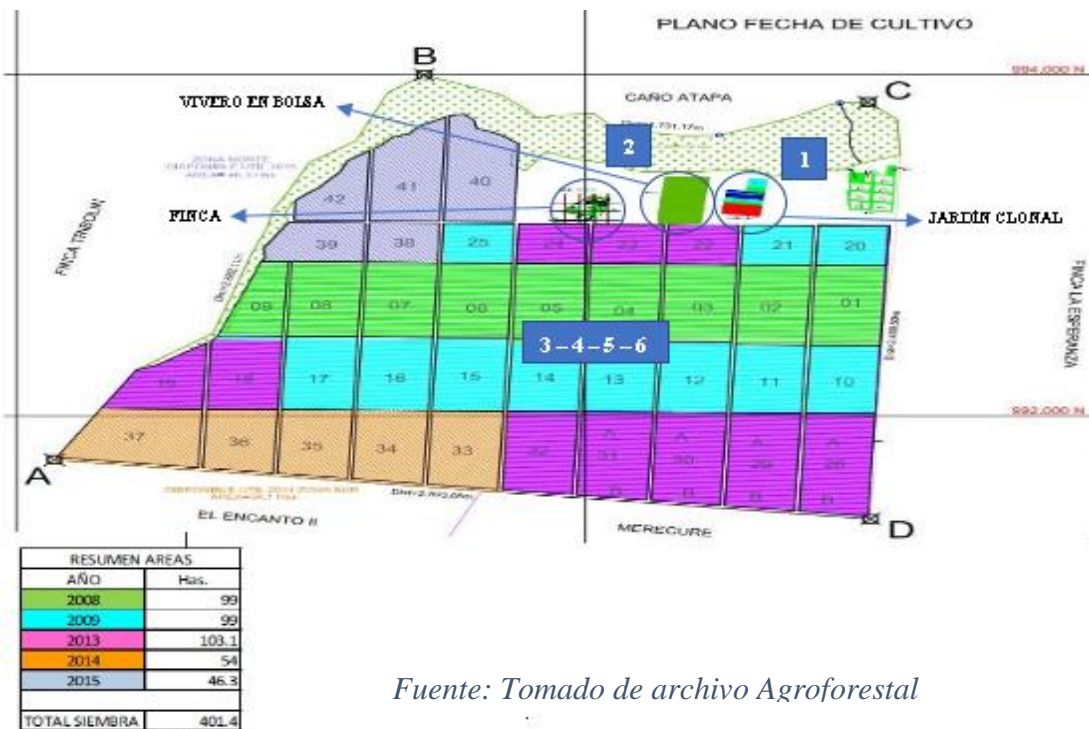 PLANO FECHA DE CULTIVO
994.000 N
B
C
VIVERO EN BOLSA
CAÑO ATAPA
2
1
42
41
40
FINCA
JARDÍN CLONAL
39
38
25
24
23
22
21
20
FINCA LA ESPERANZA
09
08
07
06
05
04
03
02
01
3 – 4 – 5 – 6
19
18
17
16
15
14
13
12
11
10
992.000 N
37
36
35
34
33
32
A
EL ENCANTO II
MERECURE
D
RESUMEN AREAS
AÑO Has.
2008 99
2009 99
2013 103.1
2014 54
2015 46.3
TOTAL SIEMBRA 401.4
Fuente: Tomado de archivo Agroforestal